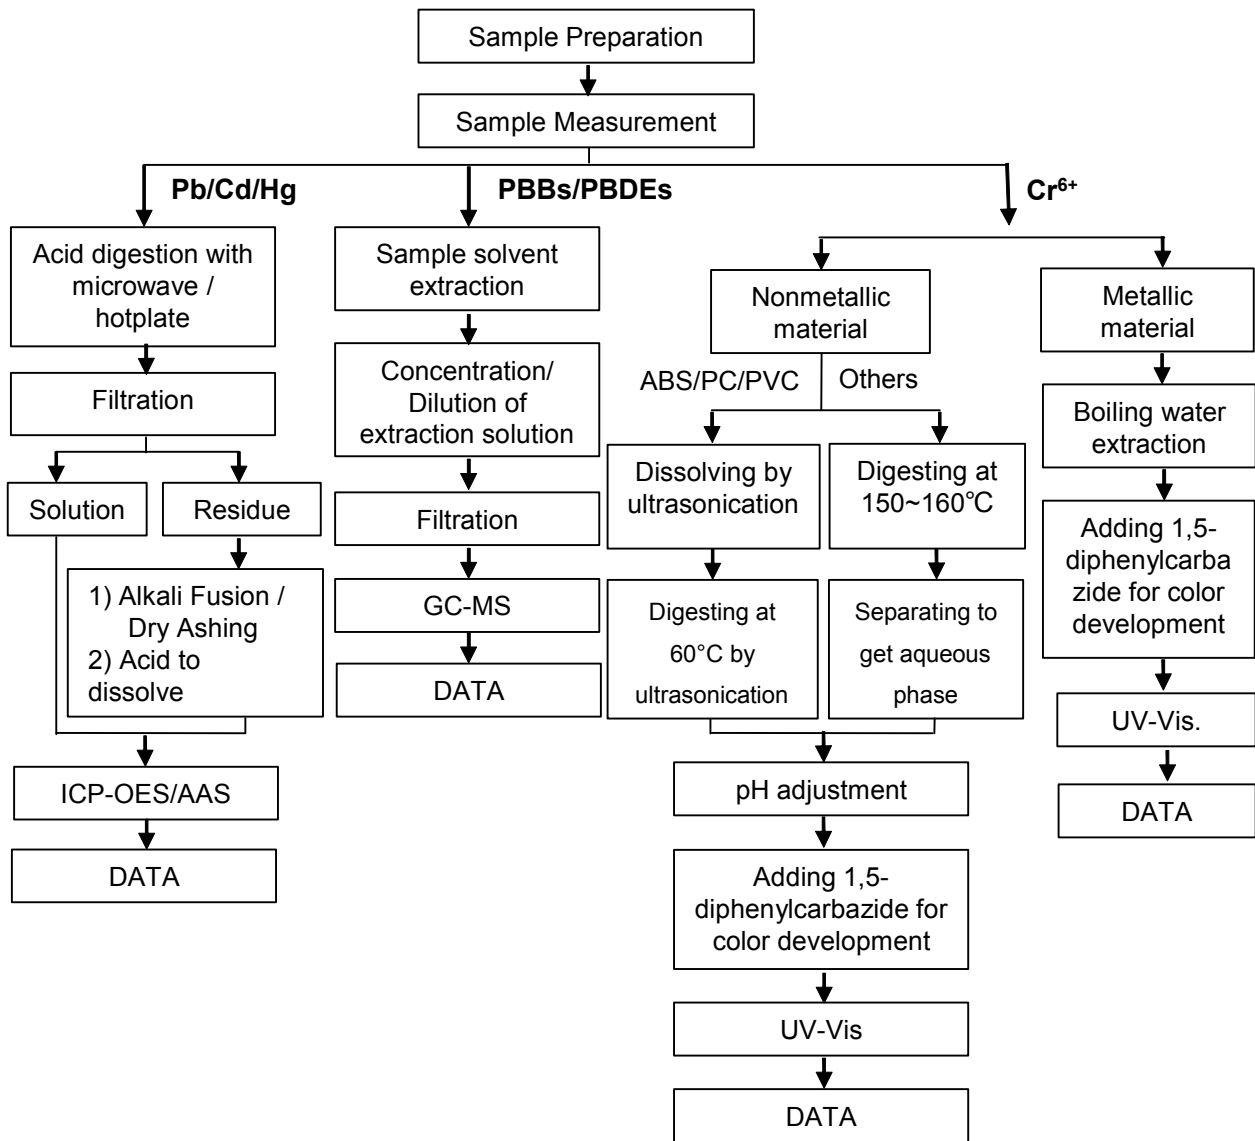 Sample Preparation
Sample Measurement
Pb/Cd/Hg
PBBs/PBDEs
Cr⁶⁺
Acid digestion with
microwave /
hotplate
Filtration
Solution
Residue
1) Alkali Fusion /
Dry Ashing
2) Acid to
dissolve
ICP-OES/AAS
DATA
Sample solvent
extraction
Concentration/
Dilution of
extraction solution
Filtration
GC-MS
DATA
Nonmetallic
material
ABS/PC/PVC
Others
Dissolving by
ultrasonication
Digesting at
60°C by
ultrasonication
Digesting at
150~160℃
Separating to
get aqueous
phase
pH adjustment
Adding 1,5-
diphenylcarbazide for
color development
UV-Vis
DATA
Metallic
material
Boiling water
extraction
Adding 1,5-
diphenylcarba
zide for color
development
UV-Vis.
DATA